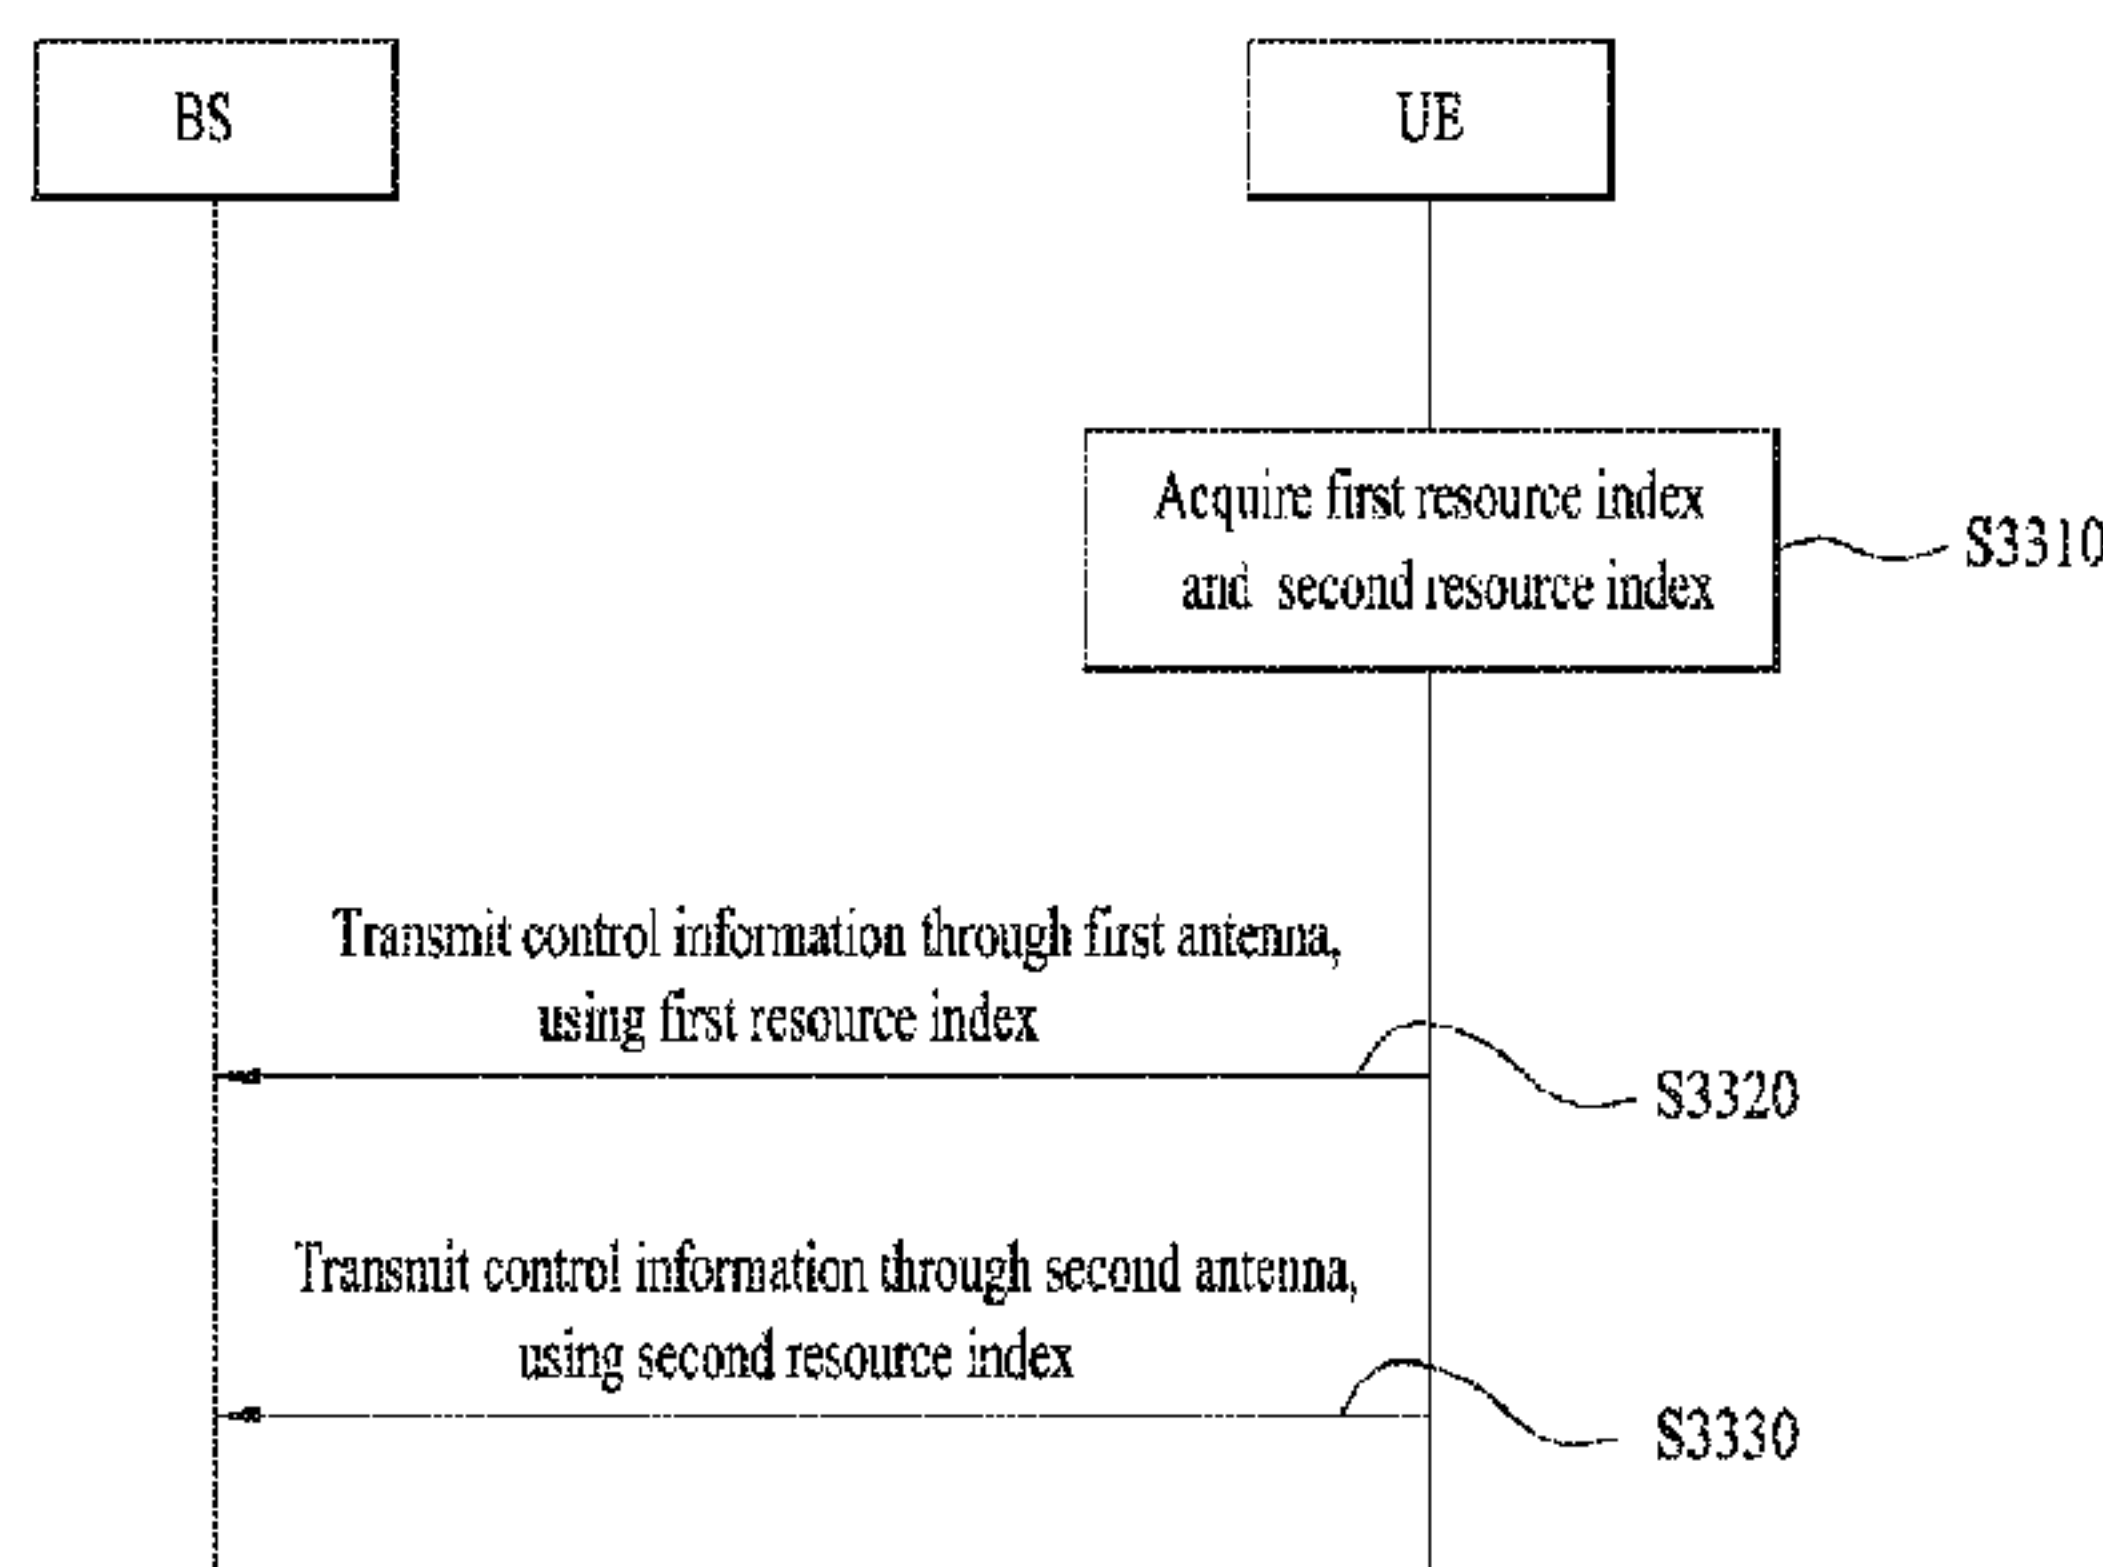 BS
UE
Acquire first resource index
and second resource index
S3310
Transmit control information through first antenna,
using first resource index
S3320
Transmit control information through second antenna,
using second resource index
S3330